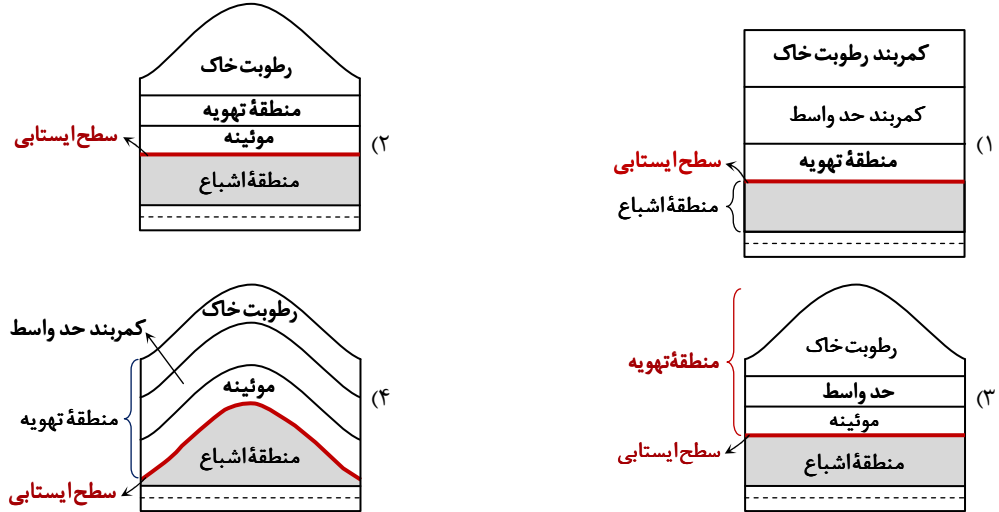 ۱)
کمربند رطوبت خاک
کمربند حد واسط
منطقهٔ تهویه
سطح ایستابی
منطقهٔ اشباع
۲)
رطوبت خاک
منطقهٔ تهویه
موئینه
سطح ایستابی
منطقهٔ اشباع
۳)
منطقهٔ تهویه
رطوبت خاک
حد واسط
موئینه
سطح ایستابی
منطقهٔ اشباع
۴)
رطوبت خاک
کمربند حد واسط
موئینه
منطقهٔ تهویه
منطقهٔ اشباع
سطح ایستابی